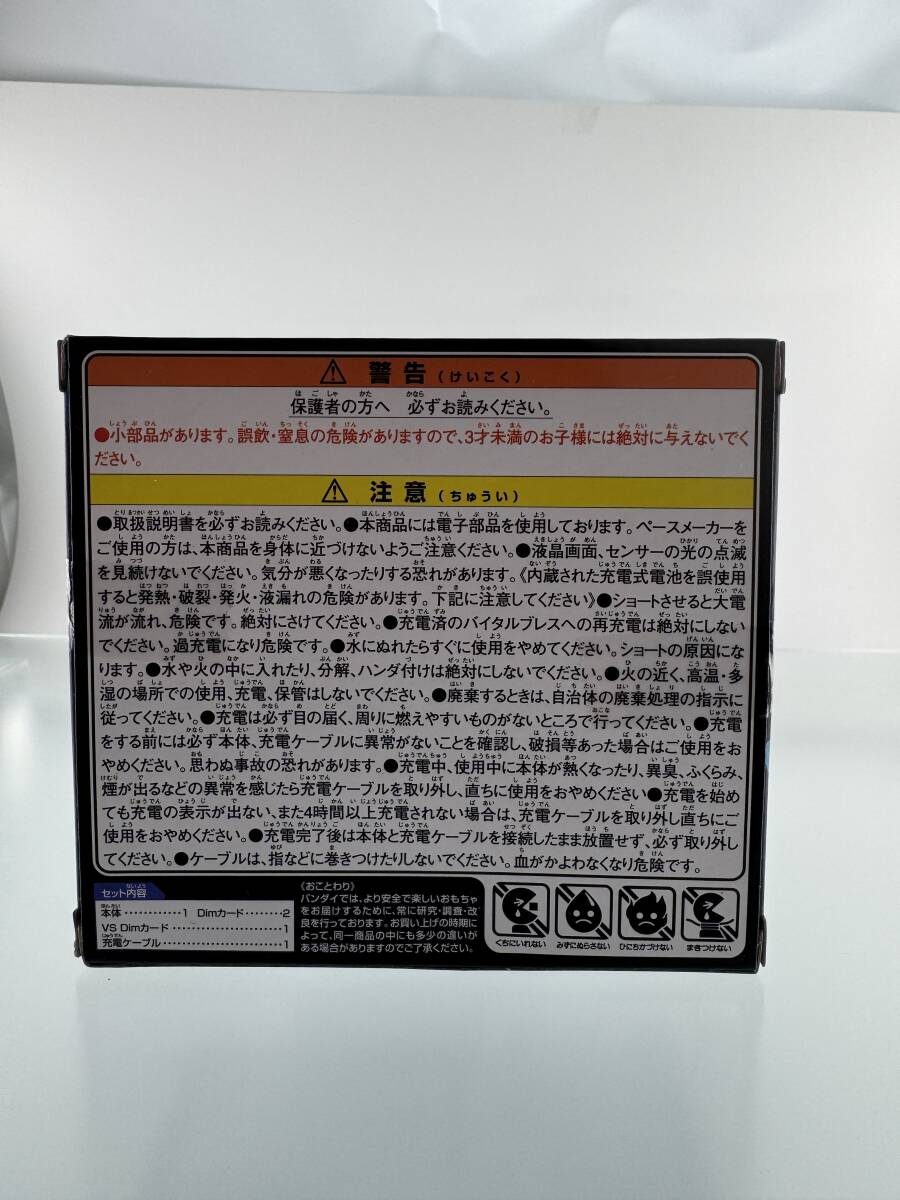 ⚠ 警告(けいこく)
保護者の方へ 必ずお読みください。
●小部品があります。誤飲・窒息の危険がありますので、3才未満のお子様には絶対に与えないでく
ださい。
⚠ 注意(ちゅうい)
●取扱説明書を必ずお読みください。●本商品には電子部品を使用しております。ペースメーカーを
ご使用の方は、本商品を身体に近づけないようご注意ください。●液晶画面、センサーの光の点滅
を見続けないでください。気分が悪くなったりする恐れがあります。《内蔵された充電式電池を誤使用
すると発熱・破裂・発火・液漏れの危険があります。下記に注意してください》●ショートさせると大電
流が流れ、危険です。絶対にさけてください。●充電済のバイタルブレスへの再充電は絶対にしない
でください。過充電になり危険です。●水にぬれたらすぐに使用をやめてください。ショートの原因にな
ります。●水や火の中に入れたり、分解、ハンダ付けは絶対にしないでください。●火の近く、高温・多
湿の場所での使用、充電、保管はしないでください。●廃棄するときは、自治体の廃棄処理の指示に
従ってください。●充電は必ず目の届く、周りに燃えやすいものがないところで行ってください。●充電
をする前には必ず本体、充電ケーブルに異常がないことを確認し、破損等あった場合はご使用をお
やめください。思わぬ事故の恐れがあります。●充電中、使用中に本体が熱くなったり、異臭、ふくらみ、
煙が出るなどの異常を感じたら充電ケーブルを取り外し、直ちに使用をおやめください●充電を始め
ても充電の表示が出ない、また4時間以上充電されない場合は、充電ケーブルを取り外し直ちにご
使用をおやめください。●充電完了後は本体と充電ケーブルを接続したまま放置せず、必ず取り外し
てください。●ケーブルは、指などに巻きつけたりしないでください。血がかよわなくなり危険です。
セット内容
本体…………1 Dimカード……2
VS Dimカード…………………1
充電ケーブル…………………1
《おことわり》
バンダイでは、より安全で楽しいおもちゃ
をお届けするために、常に研究・調査・改
良を行っております。お買い上げの時期
によって、同一商品の中にも多少の違いが
ある場合がありますのでご了承ください。
くちにいれない みずにぬらさない ひにちかづけない まきつけない